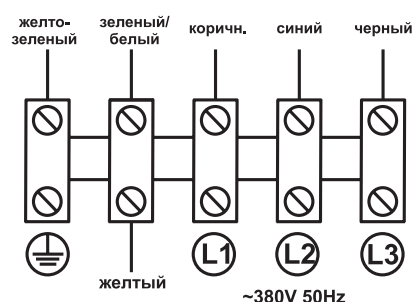 желто-
зеленый
зеленый/
белый
коричн.
синий
черный
L1
L2
L3
желтый
~380V 50Hz